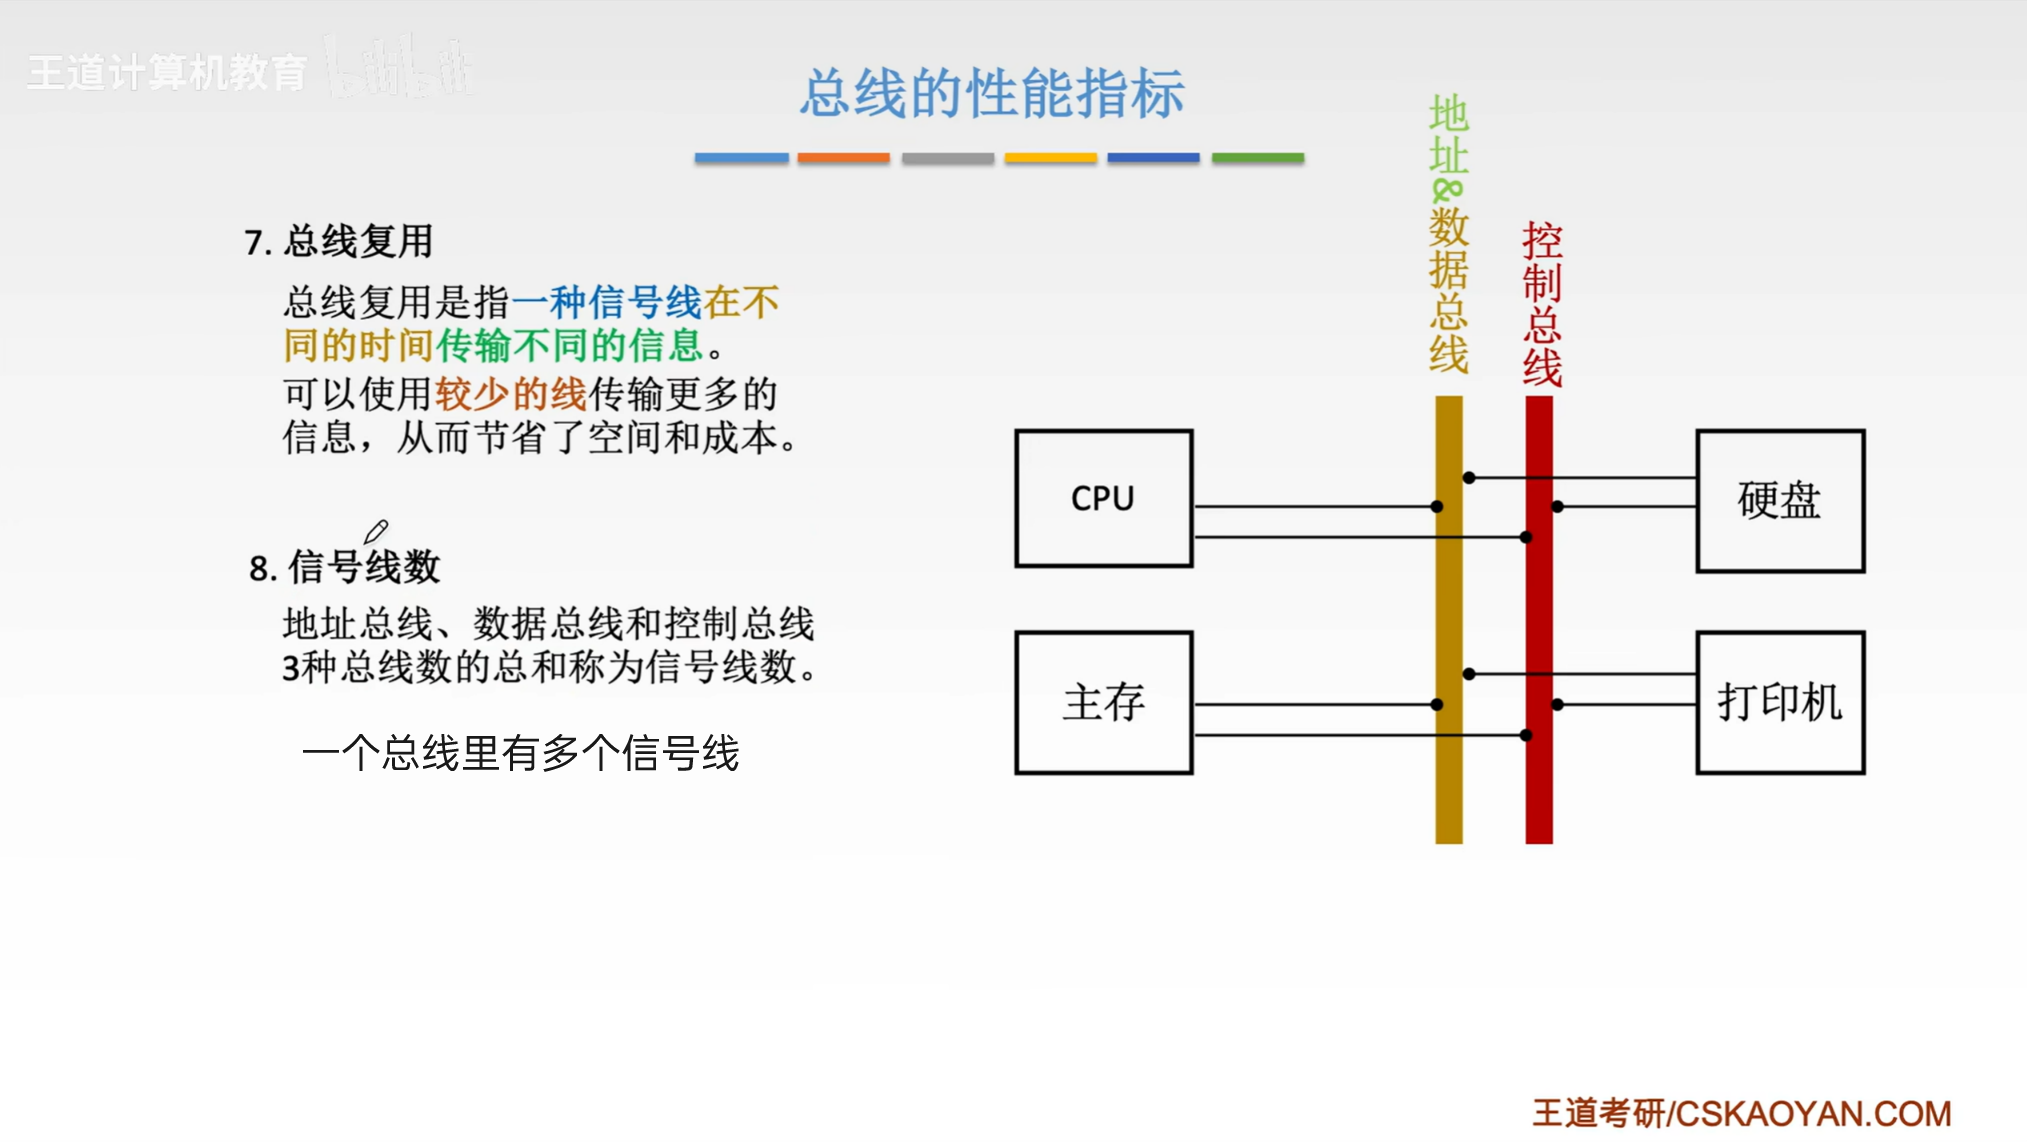 王道计算机教育 bilibili
总线的性能指标
7. 总线复用
总线复用是指一种信号线在不
同的时间传输不同的信息。
可以使用较少的线传输更多的
信息，从而节省了空间和成本。
8. 信号线数
地址总线、数据总线和控制总线
3种总线数的总和称为信号线数。
一个总线里有多个信号线
地址&数据总线
控制总线
CPU
硬盘
主存
打印机
王道考研/CSKAOYAN.COM